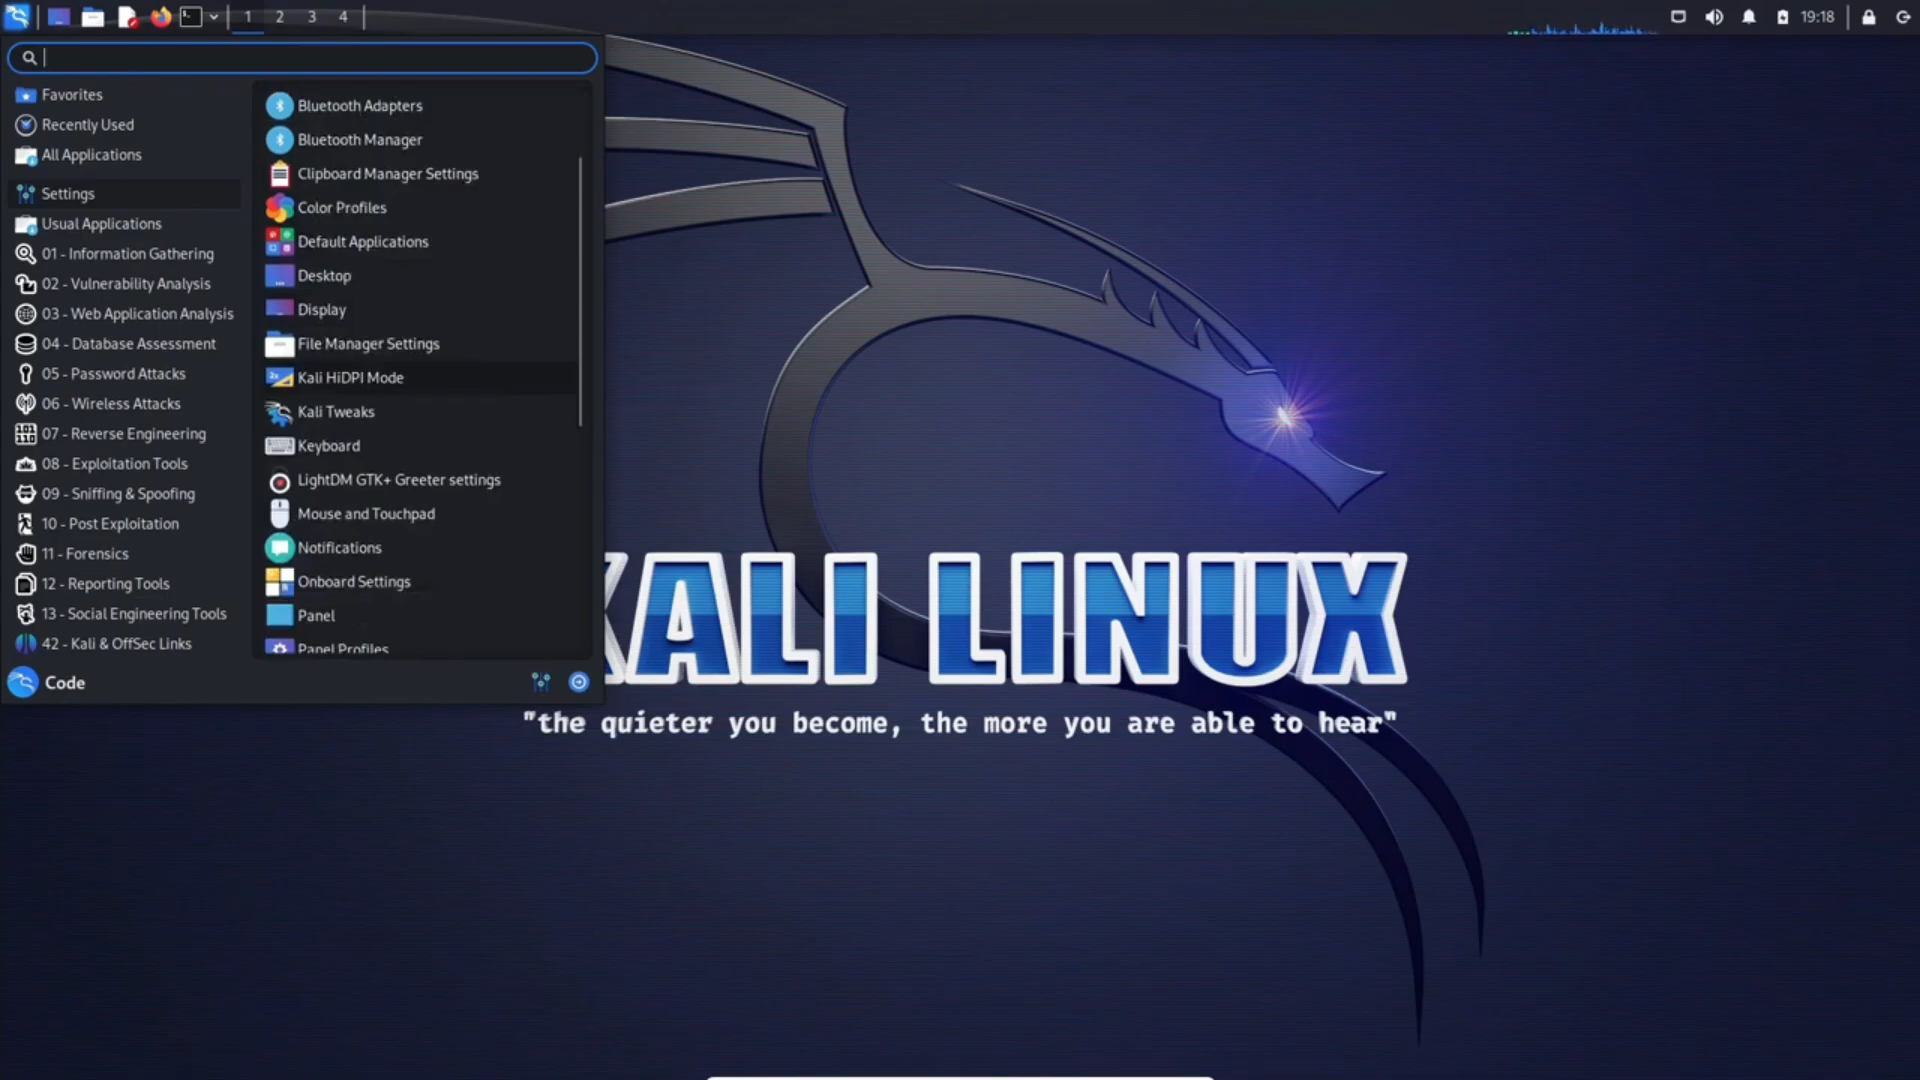 1 2 3 4
19:18
Favorites
Recently Used
All Applications
Settings
Usual Applications
01 - Information Gathering
02 - Vulnerability Analysis
03 - Web Application Analysis
04 - Database Assessment
05 - Password Attacks
06 - Wireless Attacks
07 - Reverse Engineering
08 - Exploitation Tools
09 - Sniffing & Spoofing
10 - Post Exploitation
11 - Forensics
12 - Reporting Tools
13 - Social Engineering Tools
42 - Kali & OffSec Links
Bluetooth Adapters
Bluetooth Manager
Clipboard Manager Settings
Color Profiles
Default Applications
Desktop
Display
File Manager Settings
2x
Kali HiDPI Mode
Kali Tweaks
Keyboard
LightDM GTK+ Greeter settings
Mouse and Touchpad
Notifications
Onboard Settings
Panel
Panel Profiles
Code
KALI LINUX
"the quieter you become, the more you are able to hear"